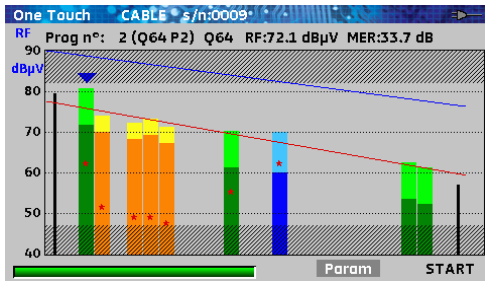 One Touch CABLE s/n:0009*
RF Prog nº: 2 (Q64 P2) Q64 RF:72.1 dBµV MER:33.7 dB
90
dBµV
80
70
60
50
40
Param START